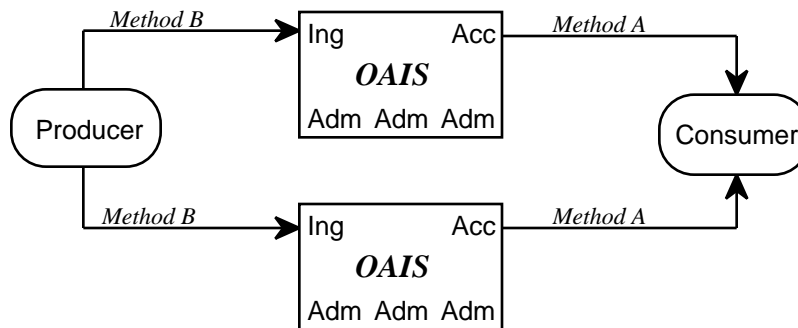 Method B
Method A
Ing Acc
OAIS
Adm Adm Adm
Producer
Consumer
Method B
Method A
Ing Acc
OAIS
Adm Adm Adm